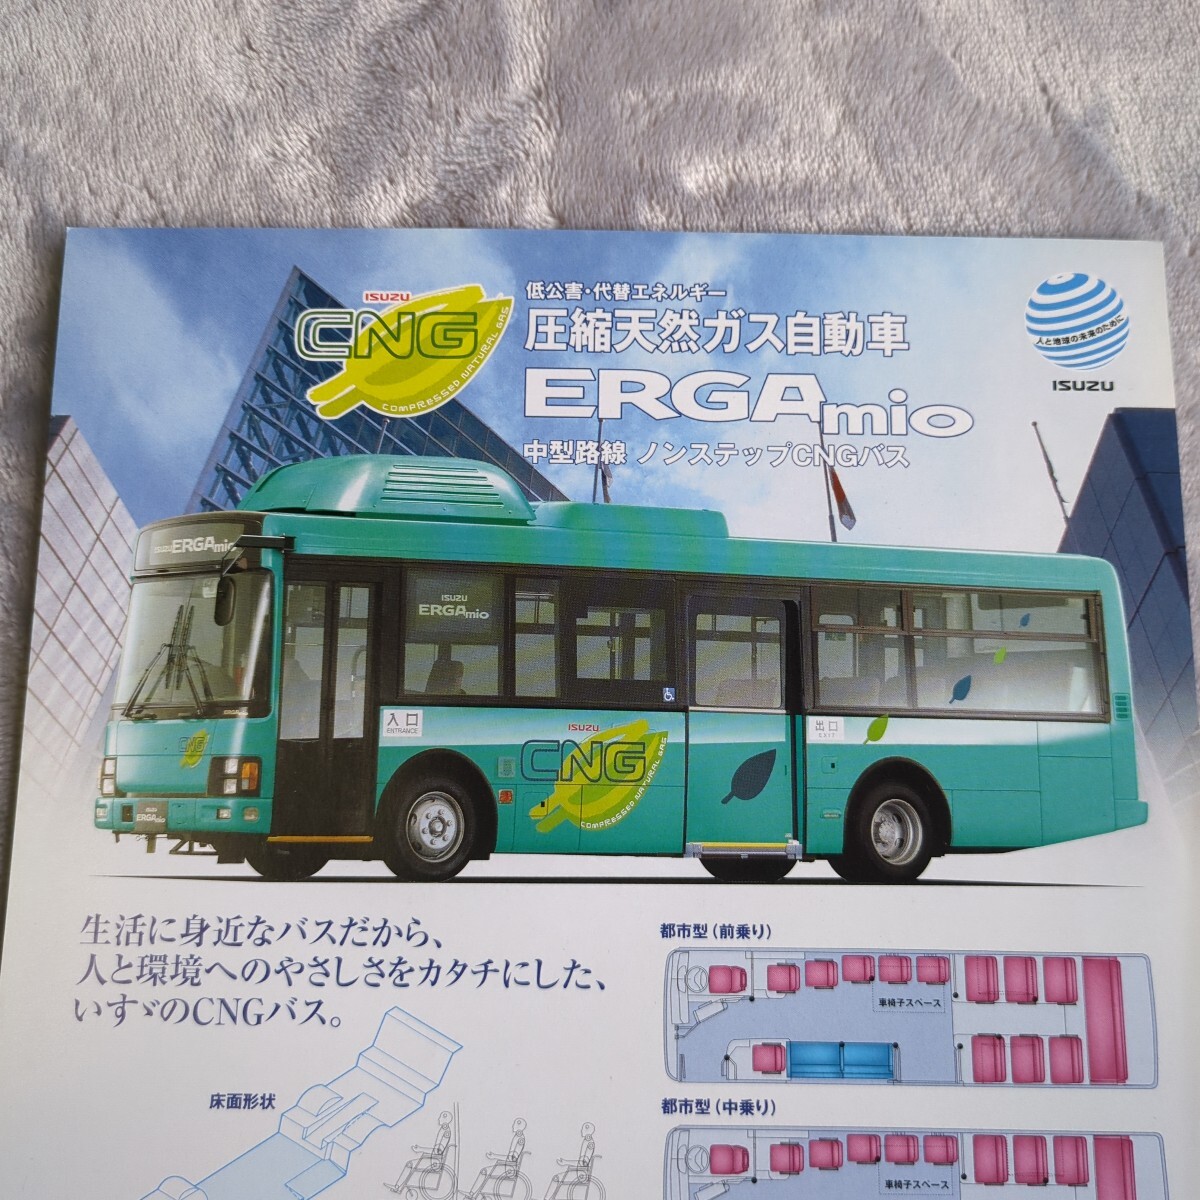 ISUZU
CNG
COMPRESSED NATURAL GAS
低公害・代替エネルギー
圧縮天然ガス自動車
ERGAmio
中型路線 ノンステップCNGバス
人と地球の未来のために
ISUZU
ISUZU ERGAmio
ISUZU
ERGAmio
入口
ENTRANCE
出口
EXIT
ISUZU
CNG
COMPRESSED NATURAL GAS
CNG
ISUZU
ERGAmio
生活に身近なバスだから、
人と環境へのやさしさをカタチにした、
いすゞのCNGバス。
床面形状
都市型(前乗り)
車椅子スペース
都市型(中乗り)
車椅子スペース